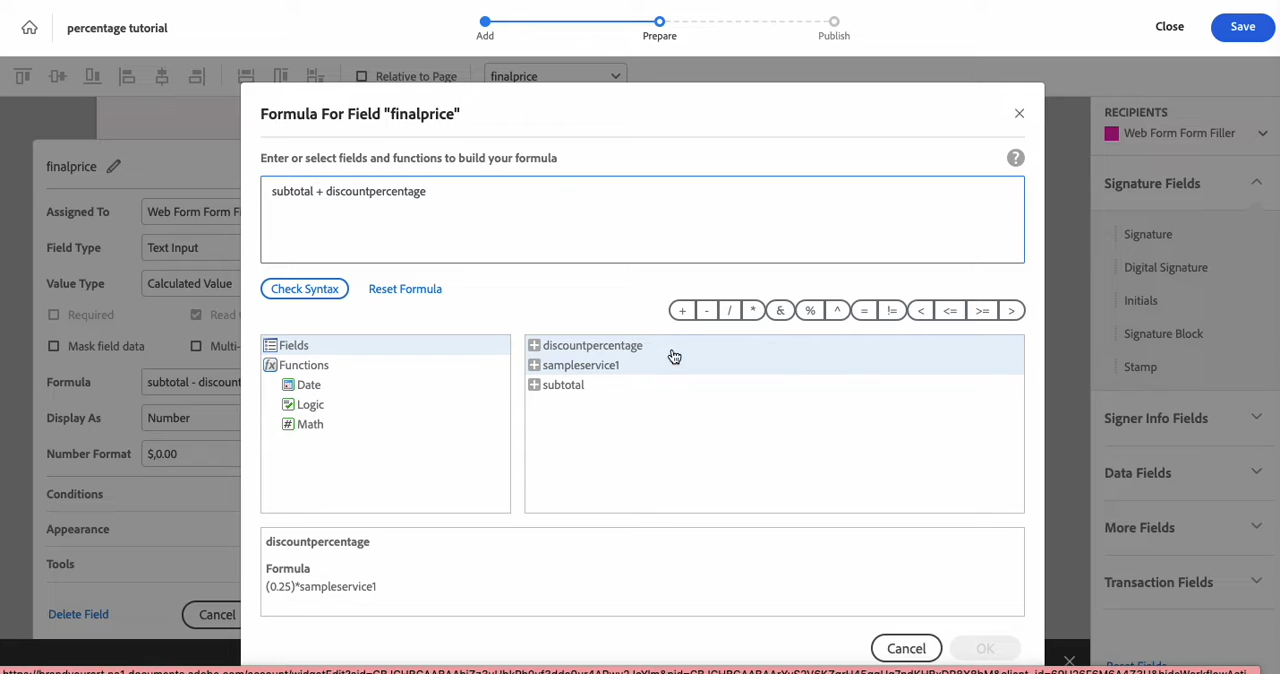 percentage tutorial
Add
Prepare
Publish
Close
Save
Relative to Page
finalprice
Formula For Field "finalprice"
RECIPIENTS
Web Form Form Filler
Enter or select fields and functions to build your formula
?
finalprice
subtotal + discountpercentage
Signature Fields
Assigned To
Web Form Form Fi
Signature
Field Type
Text Input
Digital Signature
Value Type
Calculated Value
Check Syntax
Reset Formula
Initials
Required
Read
+ - / * & % ^ = != < <= >= >
Signature Block
Mask field data
Multi-
Fields
discountpercentage
Functions
sampleservice1
Stamp
Formula
subtotal - discount
Date
subtotal
Logic
Display As
Number
Math
Signer Info Fields
Number Format
$,0.00
Data Fields
Conditions
Appearance
discountpercentage
More Fields
Tools
Formula
(0.25)*sampleservice1
Transaction Fields
Delete Field
Cancel
Cancel
OK